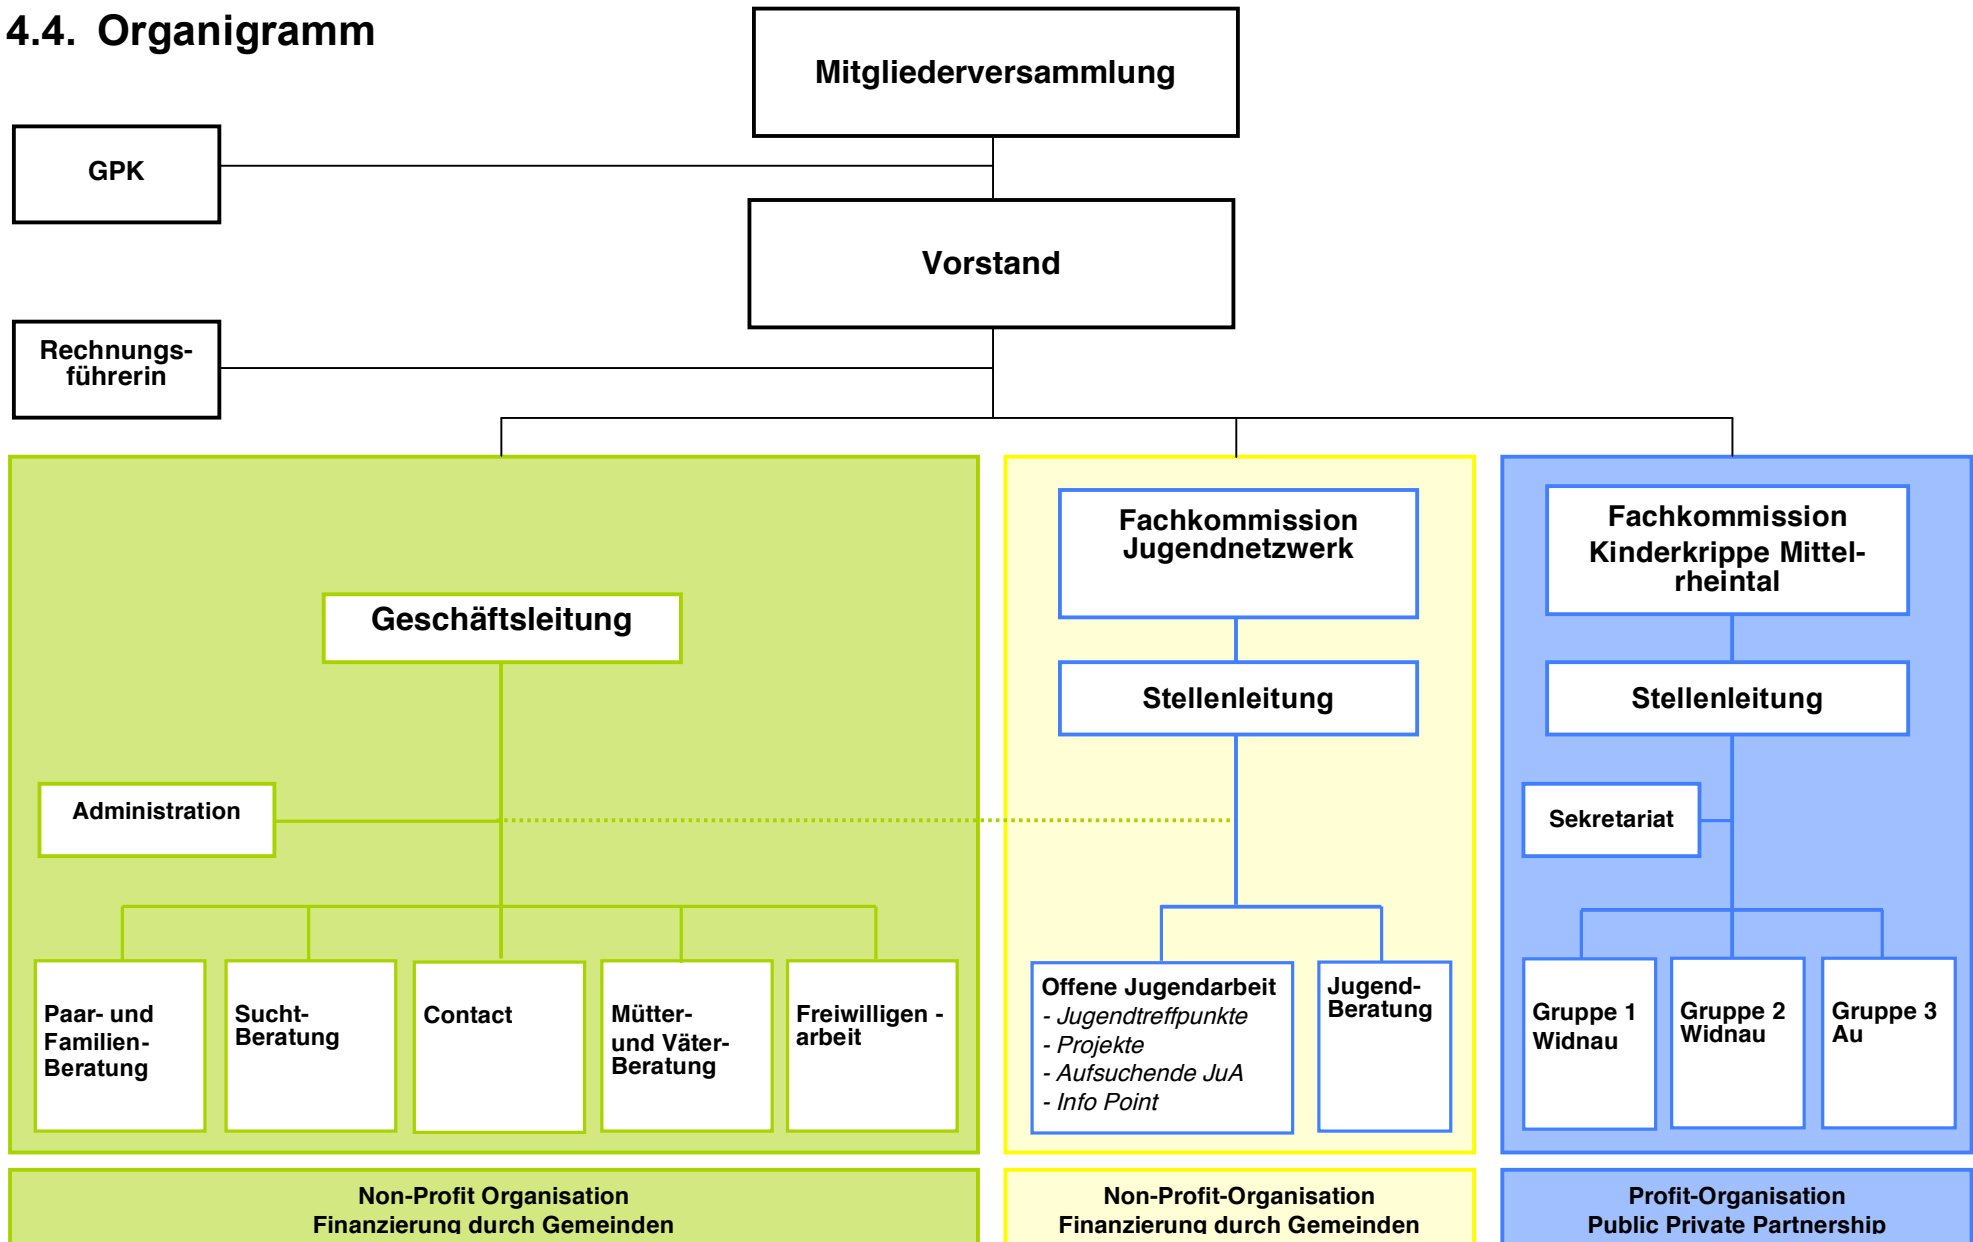 4.4. Organigramm
Mitgliederversammlung
GPK
Vorstand
Rechnungs-
führerin
Geschäftsleitung
Administration
Paar- und
Familien-
Beratung
Sucht-
Beratung
Contact
Mütter-
und Väter-
Beratung
Freiwilligen -
arbeit
Non-Profit Organisation
Finanzierung durch Gemeinden
Fachkommission
Jugendnetzwerk
Stellenleitung
Offene Jugendarbeit
- Jugendtreffpunkte
- Projekte
- Aufsuchende JuA
- Info Point
Jugend-
Beratung
Non-Profit-Organisation
Finanzierung durch Gemeinden
Fachkommission
Kinderkrippe Mittel-
rheintal
Stellenleitung
Sekretariat
Gruppe 1
Widnau
Gruppe 2
Widnau
Gruppe 3
Au
Profit-Organisation
Public Private Partnership